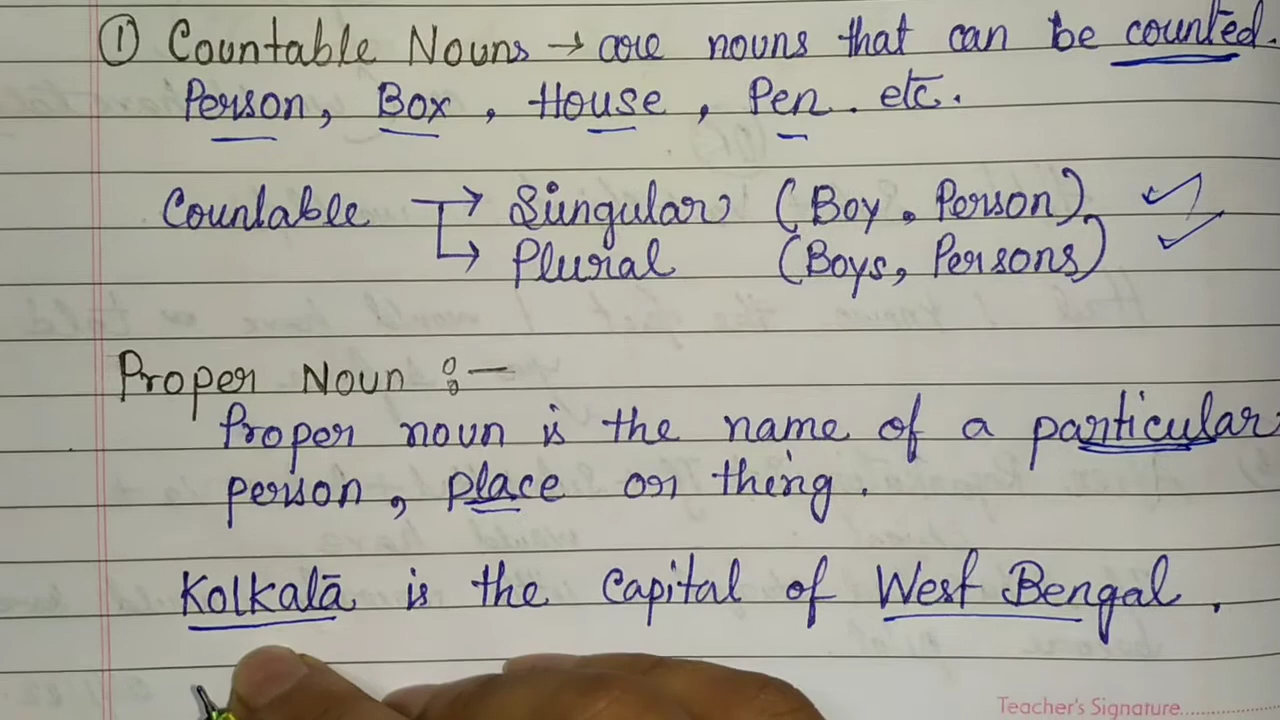 ① Countable Nouns → are nouns that can be counted.
Person, Box, House, Pen. etc.
Countable → Singular (Boy, Person)
→ Plural (Boys, Persons)
Proper Noun :—
Proper noun is the name of a particular
person, place or thing.
Kolkata is the capital of West Bengal.
Teacher's Signature..................